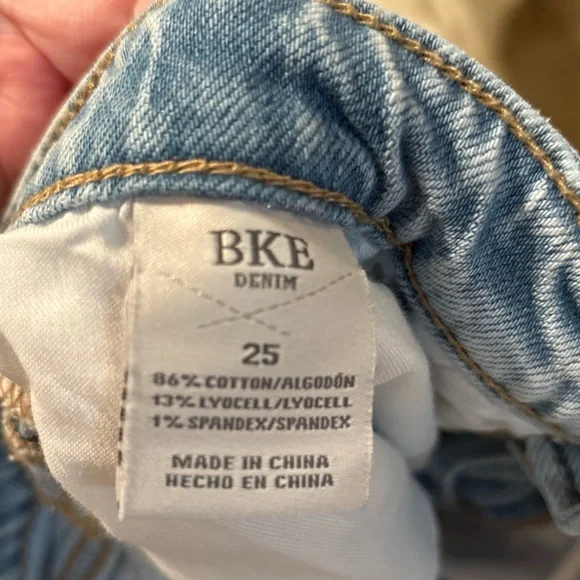 BKE
DENIM
25
86% COTTON/ALGODÓN
13% LYOCELL/LYOCELL
1% SPANDEX/SPANDEX
MADE IN CHINA
HECHO EN CHINA